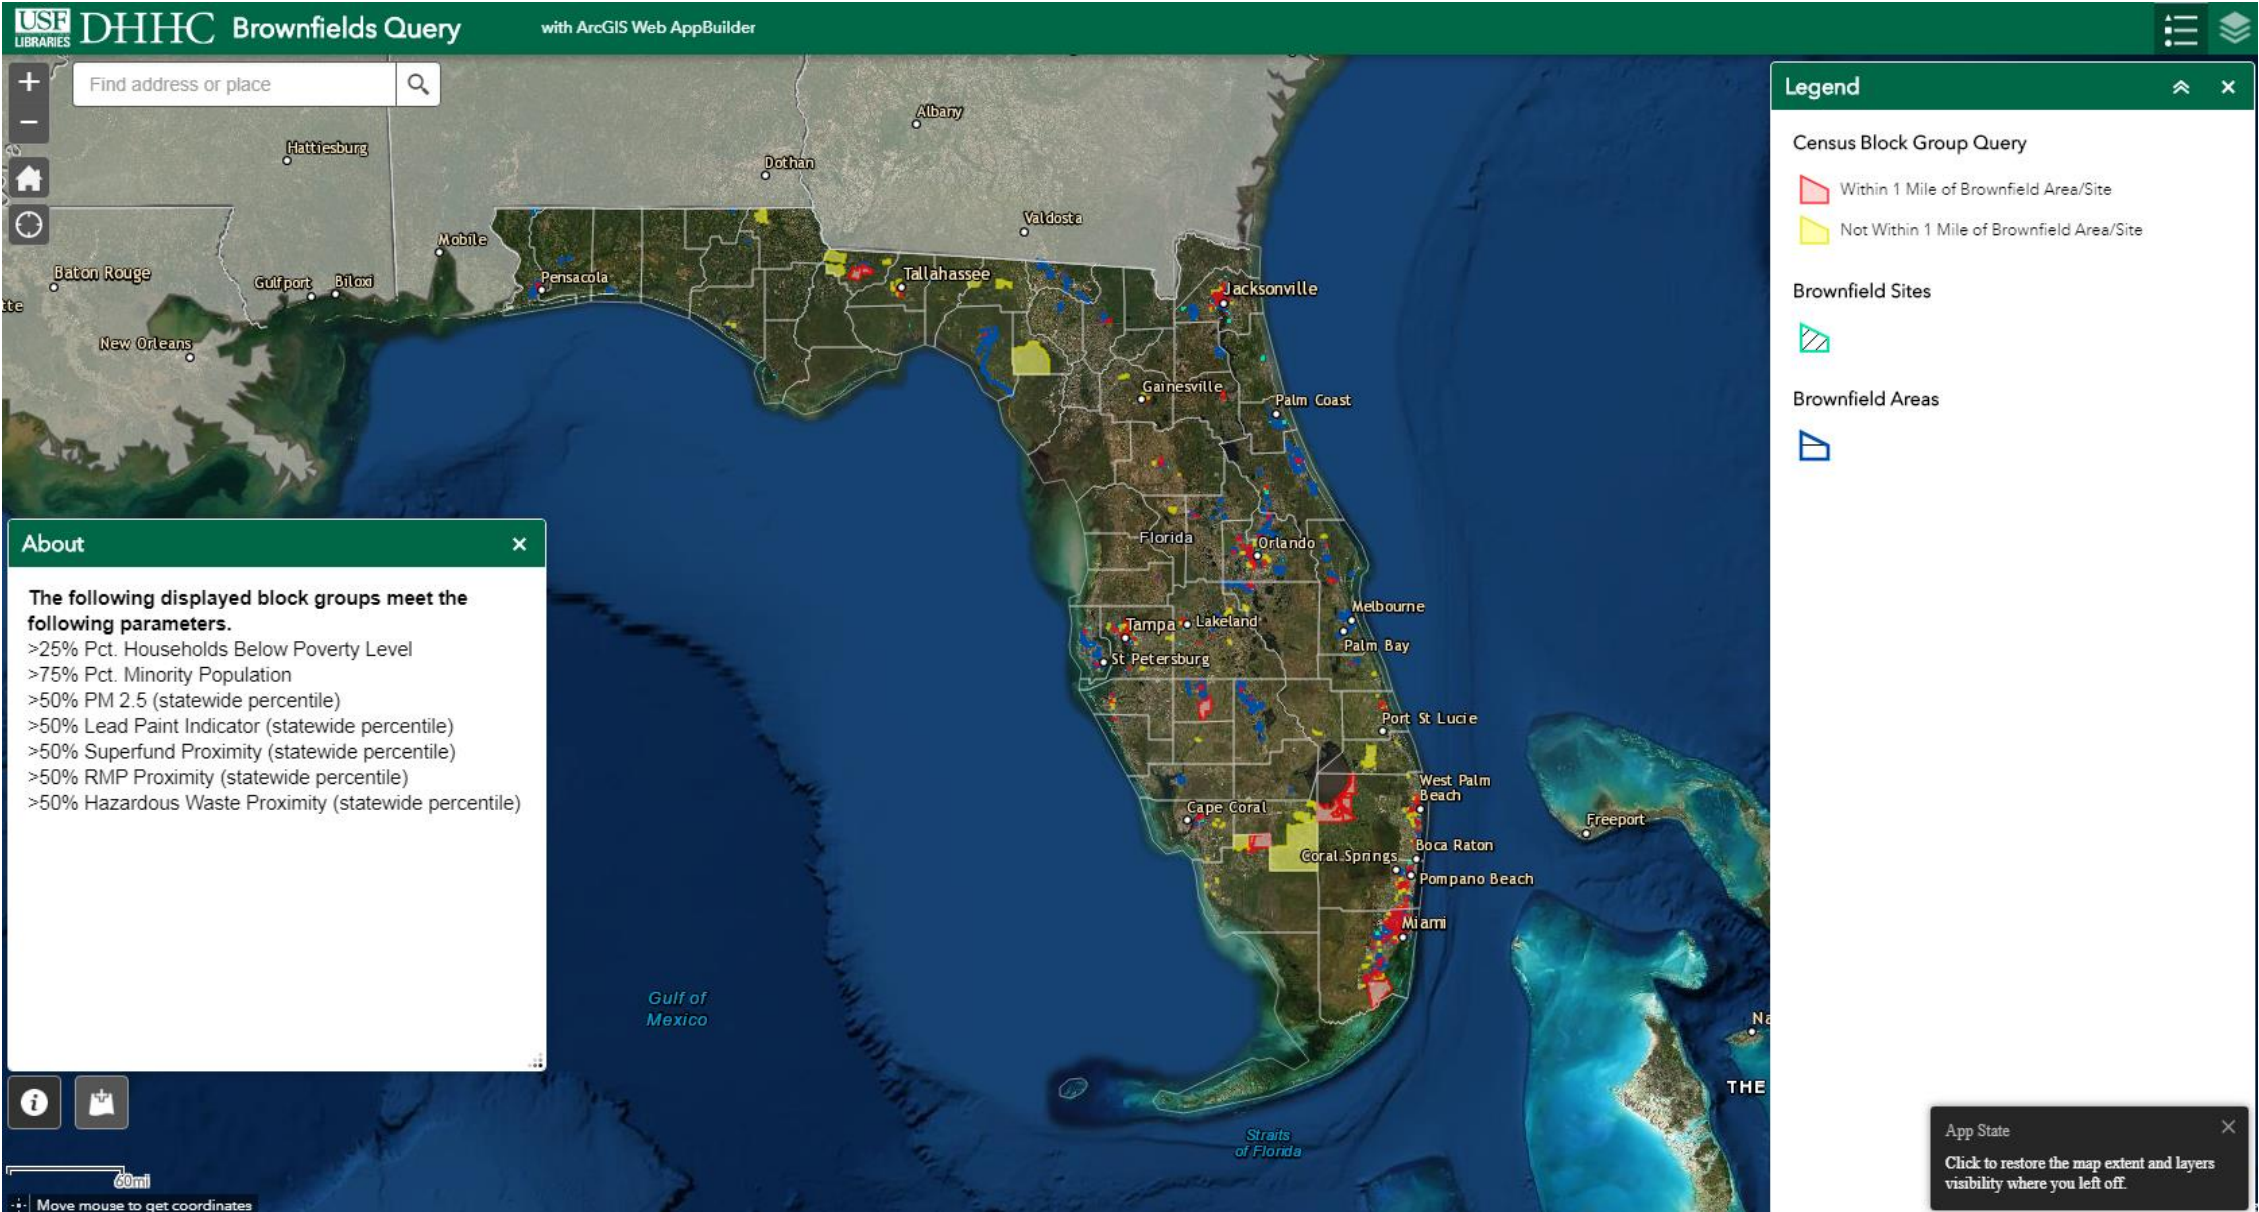 USF
LIBRARIES
DHHC
Brownfields Query
with ArcGIS Web AppBuilder
+
Find address or place
−
Legend
Census Block Group Query
Within 1 Mile of Brownfield Area/Site
Not Within 1 Mile of Brownfield Area/Site
Brownfield Sites
Brownfield Areas
Albany
Hattiesburg
Dothan
Valdosta
Mobile
Baton Rouge
Gulfport
Biloxi
Pensacola
Tallahassee
Jacksonville
tte
New Orleans
Gainesville
Palm Coast
Florida
Orlando
Melbourne
Tampa
Lakeland
Palm Bay
St Petersburg
Port St Lucie
West Palm
Beach
Cape Coral
Freeport
Boca Raton
Coral Springs
Pompano Beach
Miami
Gulf of
Mexico
Na
THE
Straits
of Florida
About
The following displayed block groups meet the
following parameters.
>25% Pct. Households Below Poverty Level
>75% Pct. Minority Population
>50% PM 2.5 (statewide percentile)
>50% Lead Paint Indicator (statewide percentile)
>50% Superfund Proximity (statewide percentile)
>50% RMP Proximity (statewide percentile)
>50% Hazardous Waste Proximity (statewide percentile)
60mi
Move mouse to get coordinates
App State
Click to restore the map extent and layers
visibility where you left off.